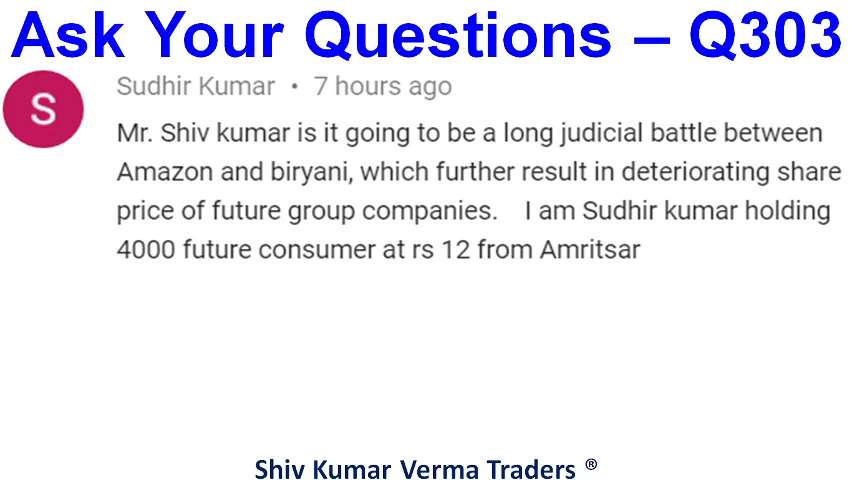 Ask Your Questions – Q303
Sudhir Kumar • 7 hours ago
S
Mr. Shiv kumar is it going to be a long judicial battle between
Amazon and biryani, which further result in deteriorating share
price of future group companies. I am Sudhir kumar holding
4000 future consumer at rs 12 from Amritsar
Shiv Kumar Verma Traders ®